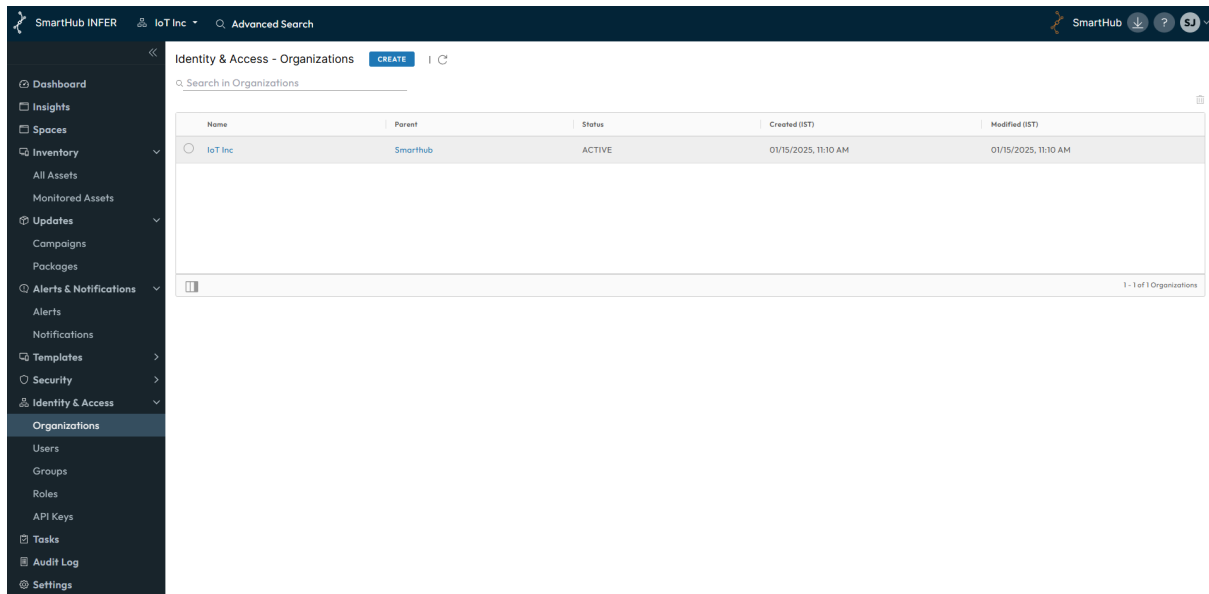 SmartHub INFER IoT Inc Advanced Search SmartHub ? SJ
Identity & Access - Organizations CREATE
Search in Organizations
Dashboard
Insights
Spaces
Inventory
All Assets
Monitored Assets
Updates
Campaigns
Packages
Alerts & Notifications
Alerts
Notifications
Templates
Security
Identity & Access
Organizations
Users
Groups
Roles
API Keys
Tasks
Audit Log
Settings
Name Parent Status Created (IST) Modified (IST)
IoT Inc Smarthub ACTIVE 01/15/2025, 11:10 AM 01/15/2025, 11:10 AM
1 - 1 of 1 Organizations